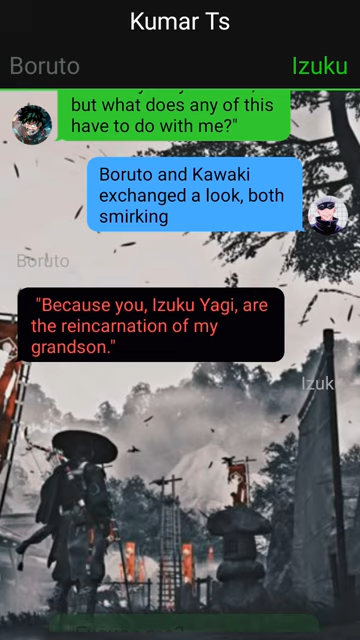 Kumar Ts
Boruto
Izuku
but what does any of this
have to do with me?"
Boruto and Kawaki
exchanged a look, both
smirking
Boruto
"Because you, Izuku Yagi, are
the reincarnation of my
grandson."
Izuk